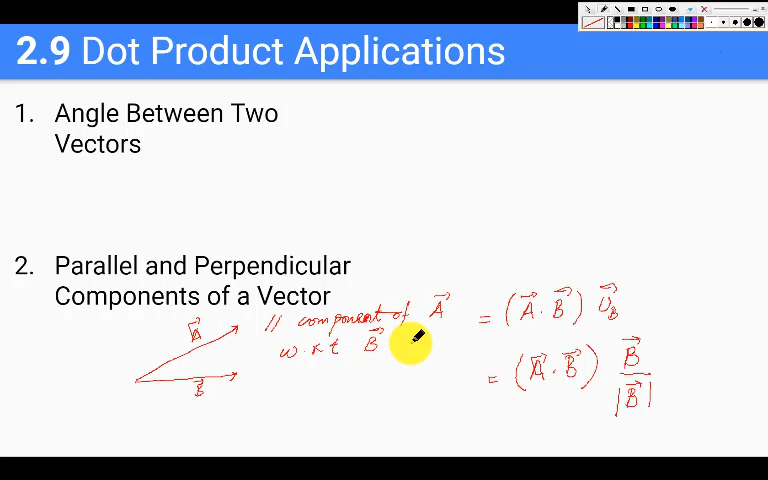 2.9 Dot Product Applications
1. Angle Between Two
Vectors
2. Parallel and Perpendicular
Components of a Vector
// component of A⃗ = (A⃗ . B⃗) U⃗_B
w.r.t B⃗
= (A⃗ . B⃗) B⃗ / |B⃗|
A⃗
B⃗